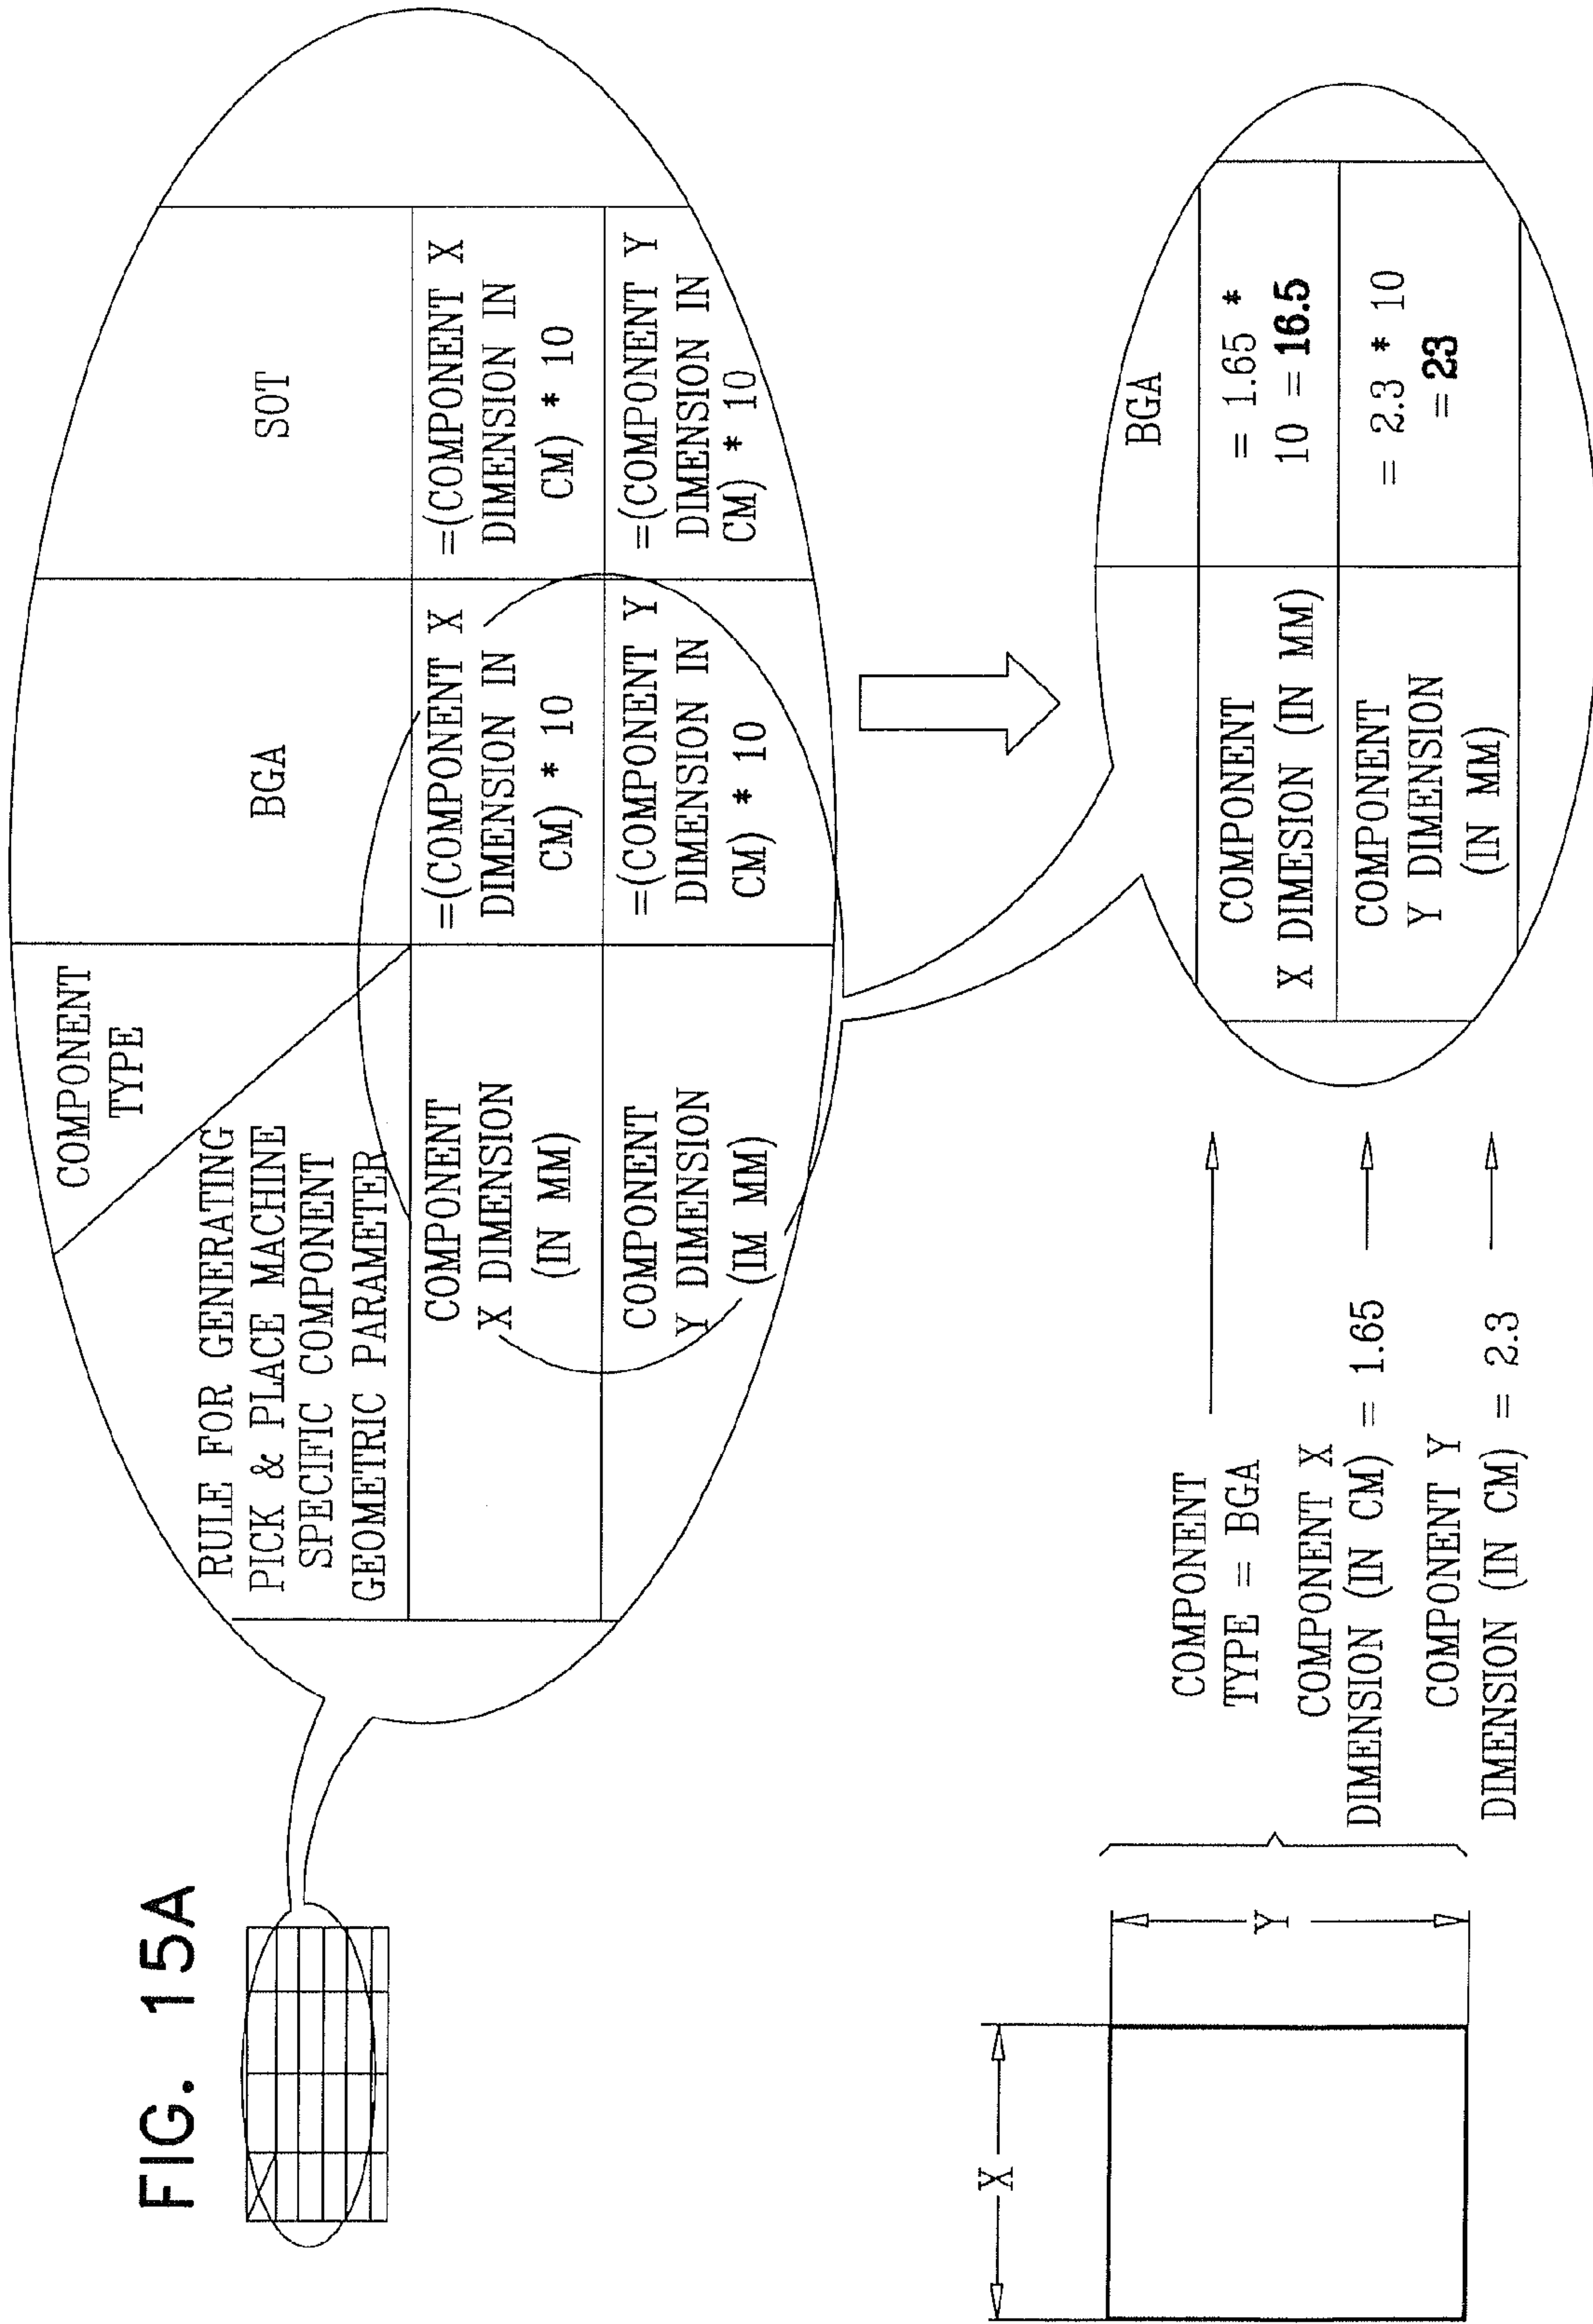 FIG. 15A
COMPONENT
TYPE
RULE FOR GENERATING
PICK & PLACE MACHINE
SPECIFIC COMPONENT
GEOMETRIC PARAMETER
BGA
SOT
COMPONENT
X DIMENSION
(IN MM)
=(COMPONENT X
DIMENSION IN
CM) * 10
=(COMPONENT X
DIMENSION IN
CM) * 10
COMPONENT
Y DIMENSION
(IM MM)
=(COMPONENT Y
DIMENSION IN
CM) * 10
=(COMPONENT Y
DIMENSION IN
CM) * 10
X
Y
COMPONENT
TYPE = BGA
COMPONENT X
DIMENSION (IN CM) = 1.65
COMPONENT Y
DIMENSION (IN CM) = 2.3
BGA
COMPONENT
X DIMESION (IN MM)
= 1.65 *
10 = 16.5
COMPONENT
Y DIMENSION
(IN MM)
= 2.3 * 10
= 23